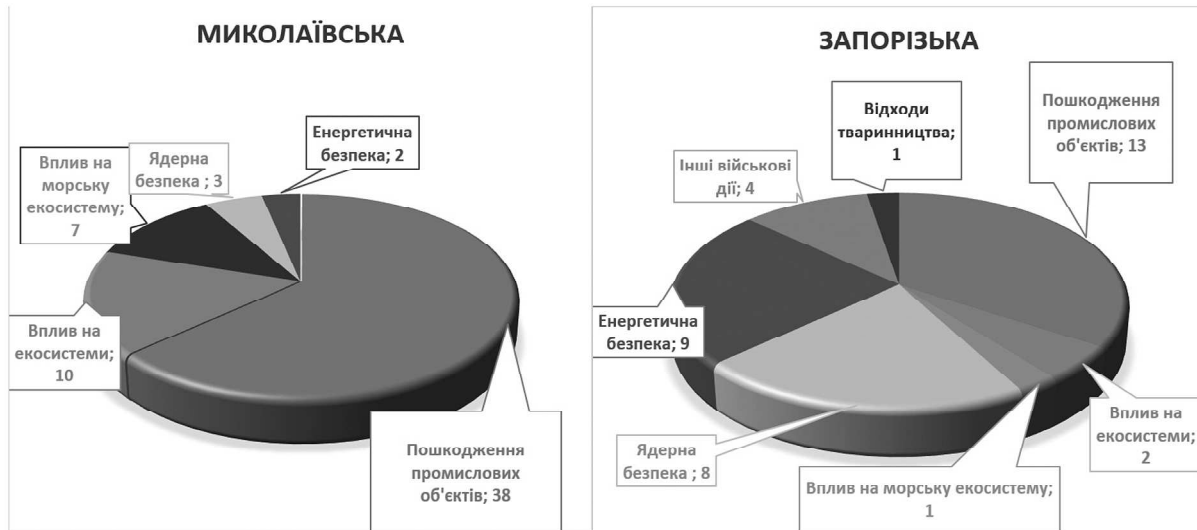 МИКОЛАЇВСЬКА
Енергетична
безпека; 2
Ядерна
безпека ; 3
Вплив на
морську
екосистему;
7
Вплив на
екосистеми;
10
Пошкодження
промислових
об'єктів; 38
ЗАПОРІЗЬКА
Відходи
тваринництва;
1
Пошкодження
промислових
об'єктів; 13
Інші військові
дії; 4
Енергетична
безпека; 9
Ядерна
безпека ; 8
Вплив на морську екосистему;
1
Вплив на
екосистеми;
2